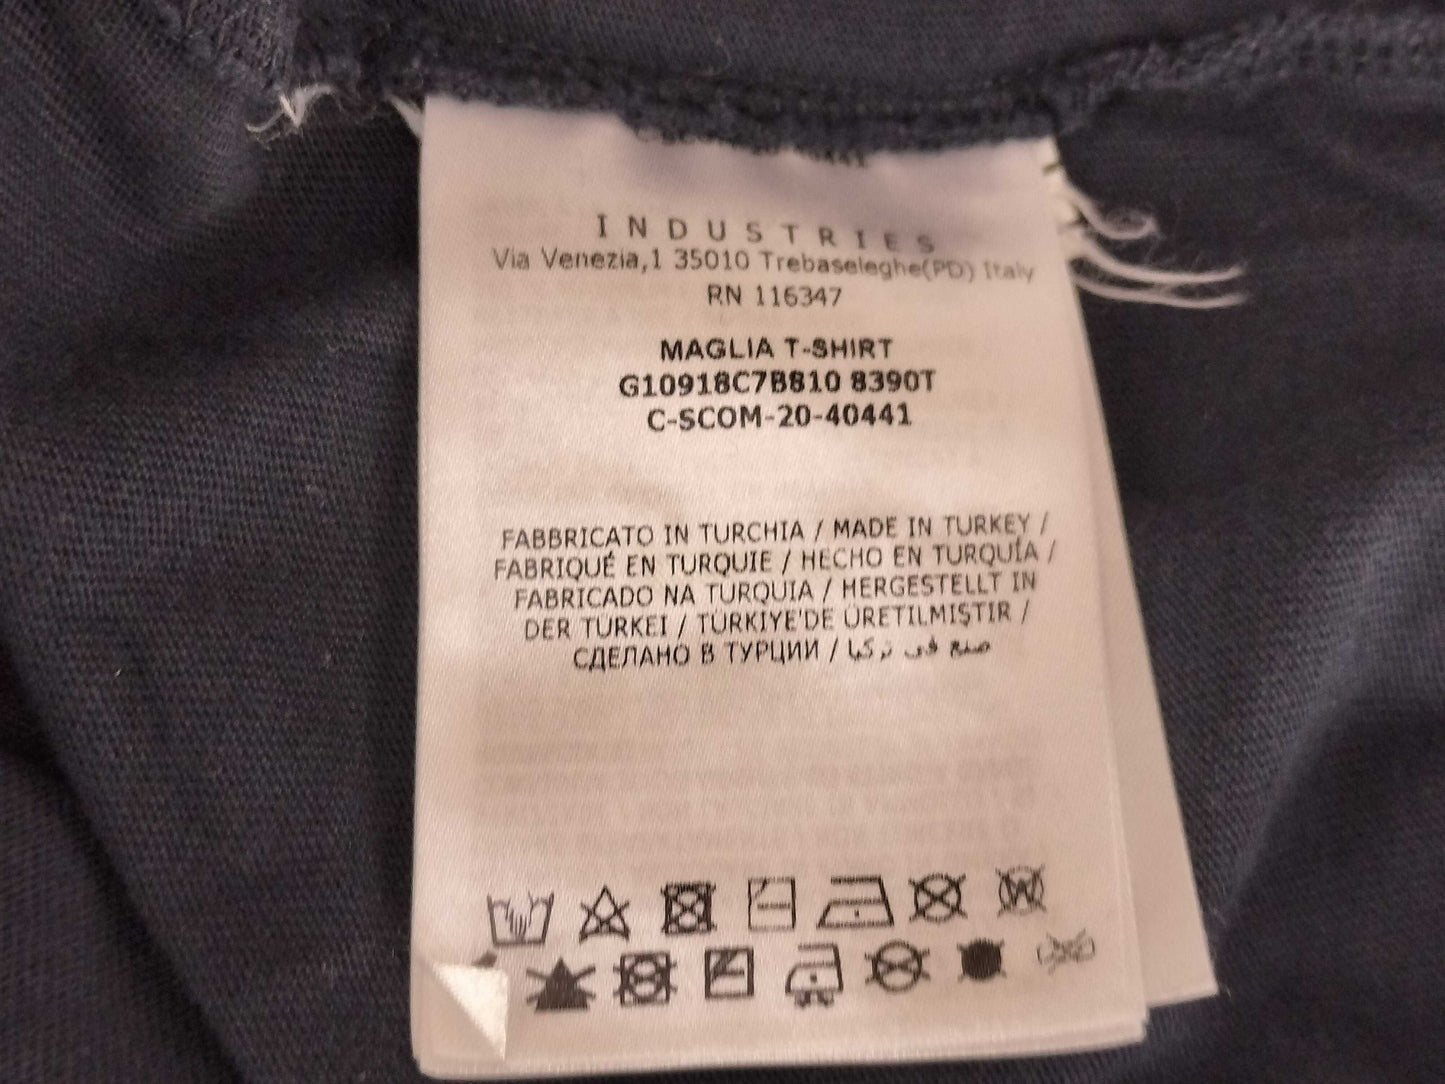 INDUSTRIES
Via Venezia,1 35010 Trebaseleghe(PD) Italy
RN 116347
MAGLIA T-SHIRT
G10918C7B810 8390T
C-SCOM-20-40441
FABBRICATO IN TURCHIA / MADE IN TURKEY /
FABRIQUÉ EN TURQUIE / HECHO EN TURQUÍA /
FABRICADO NA TURQUIA / HERGESTELLT IN
DER TURKEI / TÜRKIYE'DE ÜRETILMIŞTIR /
СДЕЛАНО В ТУРЦИИ / صنع في تركيا